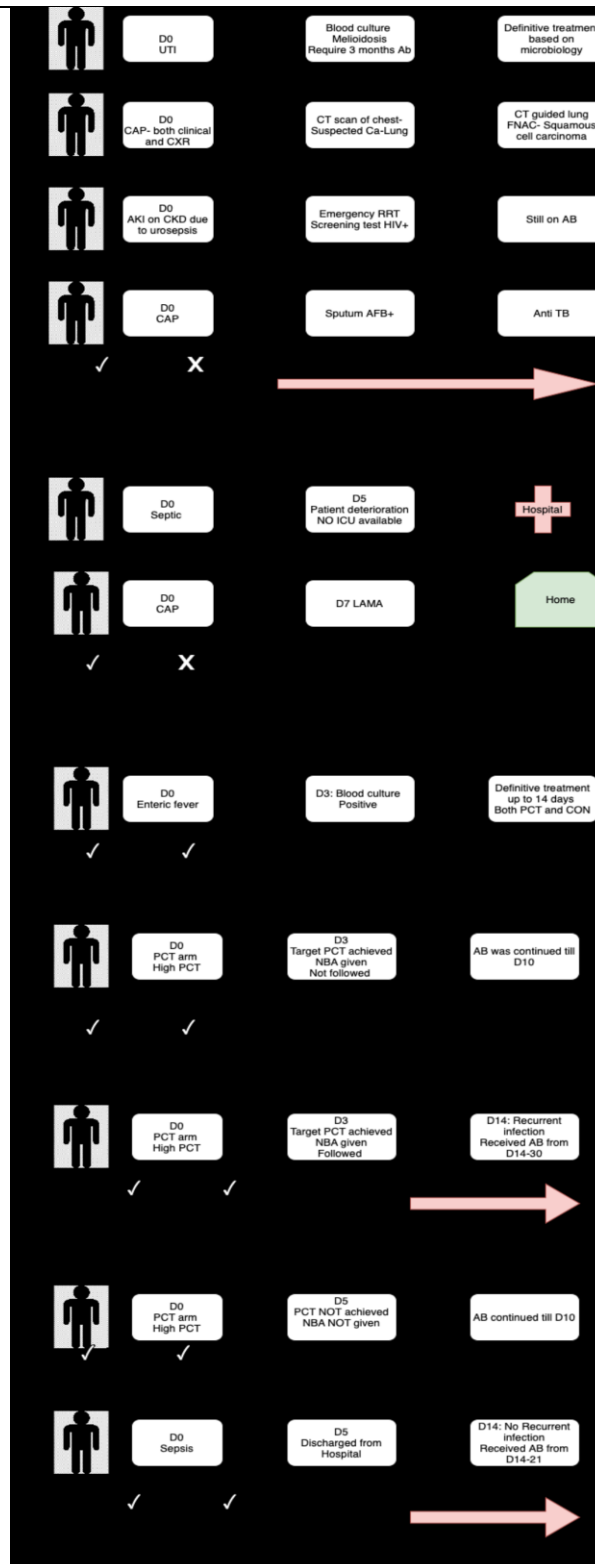 D0
UTI
Blood culture
Melioidosis
Require 3 months Ab
Definitive treatment
based on
microbiology
D0
CAP- both clinical
and CXR
CT scan of chest-
Suspected Ca-Lung
CT guided lung
FNAC- Squamous
cell carcinoma
D0
AKI on CKD due
to urosepsis
Emergency RRT
Screening test HIV+
Still on AB
D0
CAP
Sputum AFB+
Anti TB
✓ X
D0
Septic
D5
Patient deterioration
NO ICU available
Hospital
D0
CAP
D7 LAMA
Home
✓ X
D0
Enteric fever
D3: Blood culture
Positive
Definitive treatment
up to 14 days
Both PCT and CON
✓ ✓
D0
PCT arm
High PCT
D3
Target PCT achieved
NBA given
Not followed
AB was continued till
D10
✓ ✓
D0
PCT arm
High PCT
D3
Target PCT achieved
NBA given
Followed
D14: Recurrent
infection
Received AB from
D14-30
✓ ✓
D0
PCT arm
High PCT
D5
PCT NOT achieved
NBA NOT given
AB continued till D10
✓ ✓
D0
Sepsis
D5
Discharged from
Hospital
D14: No Recurrent
infection
Received AB from
D14-21
✓ ✓